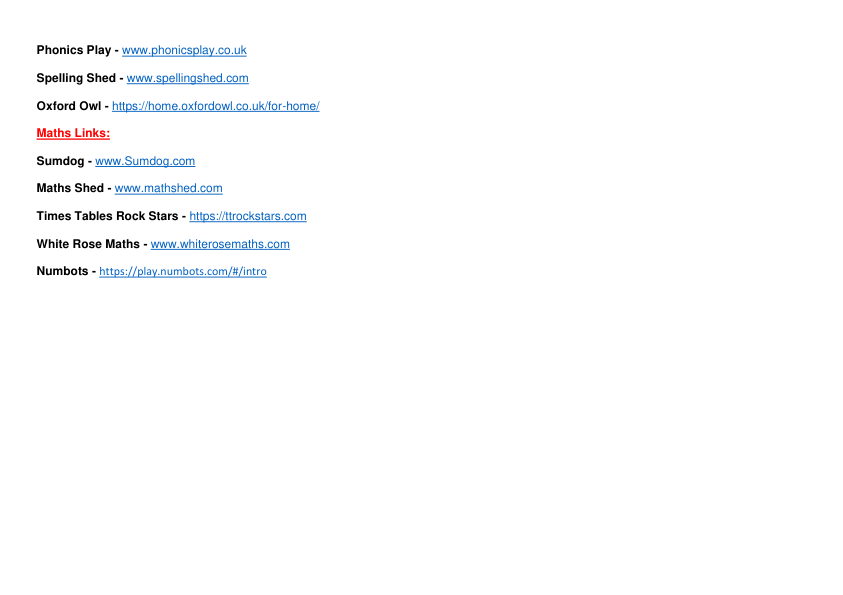 Phonics Play - www.phonicsplay.co.uk
Spelling Shed - www.spellingshed.com
Oxford Owl - https://home.oxfordowl.co.uk/for-home/
Maths Links:
Sumdog - www.Sumdog.com
Maths Shed - www.mathshed.com
Times Tables Rock Stars - https://ttrockstars.com
White Rose Maths - www.whiterosemaths.com
Numbots - https://play.numbots.com/#/intro